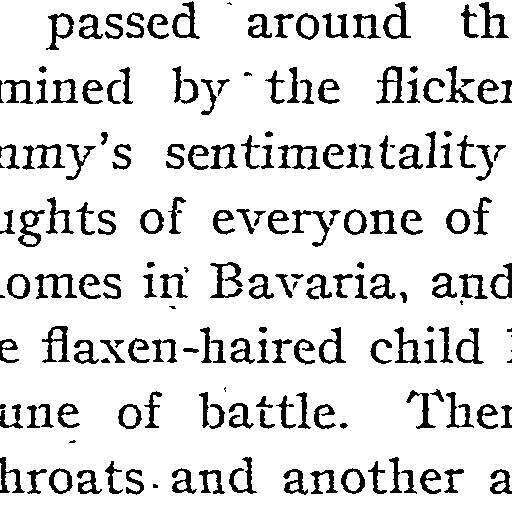 passed around th
mined by the flicker
nmy's sentimentality
ughts of everyone of
omes in Bavaria, and
e flaxen-haired child
une of battle. Then
hroats and another a